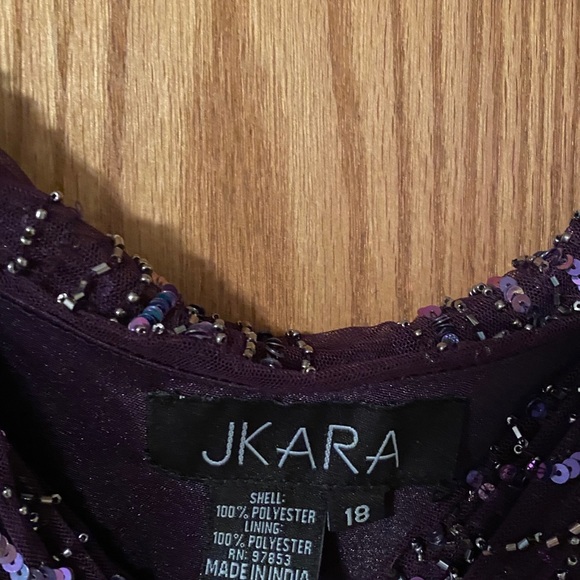 JKARA
SHELL:
100% POLYESTER
LINING:
100% POLYESTER
RN: 97853
MADE IN INDIA
18